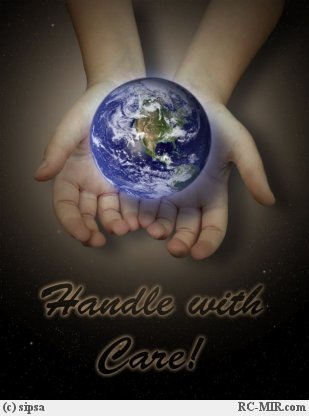 Handle with
Care!
(c) sipsa
RC-MIR.com